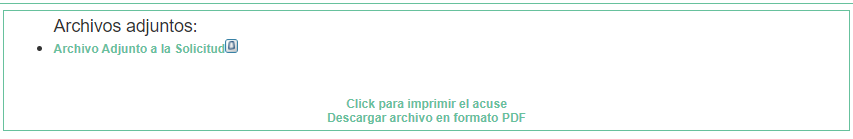 Archivos adjuntos:
Archivo Adjunto a la Solicitud
Click para imprimir el acuse
Descargar archivo en formato PDF